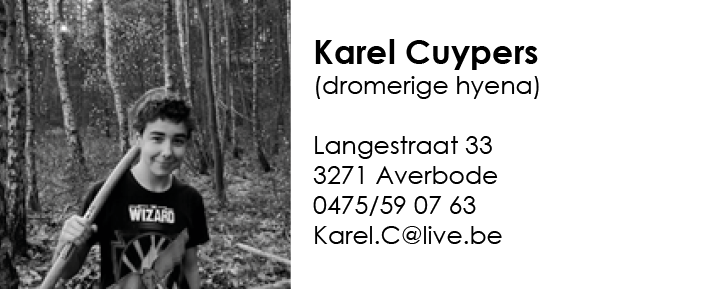 Karel Cuypers
(dromerige hyena)
Langestraat 33
3271 Averbode
0475/59 07 63
Karel.C@live.be
WIZARD